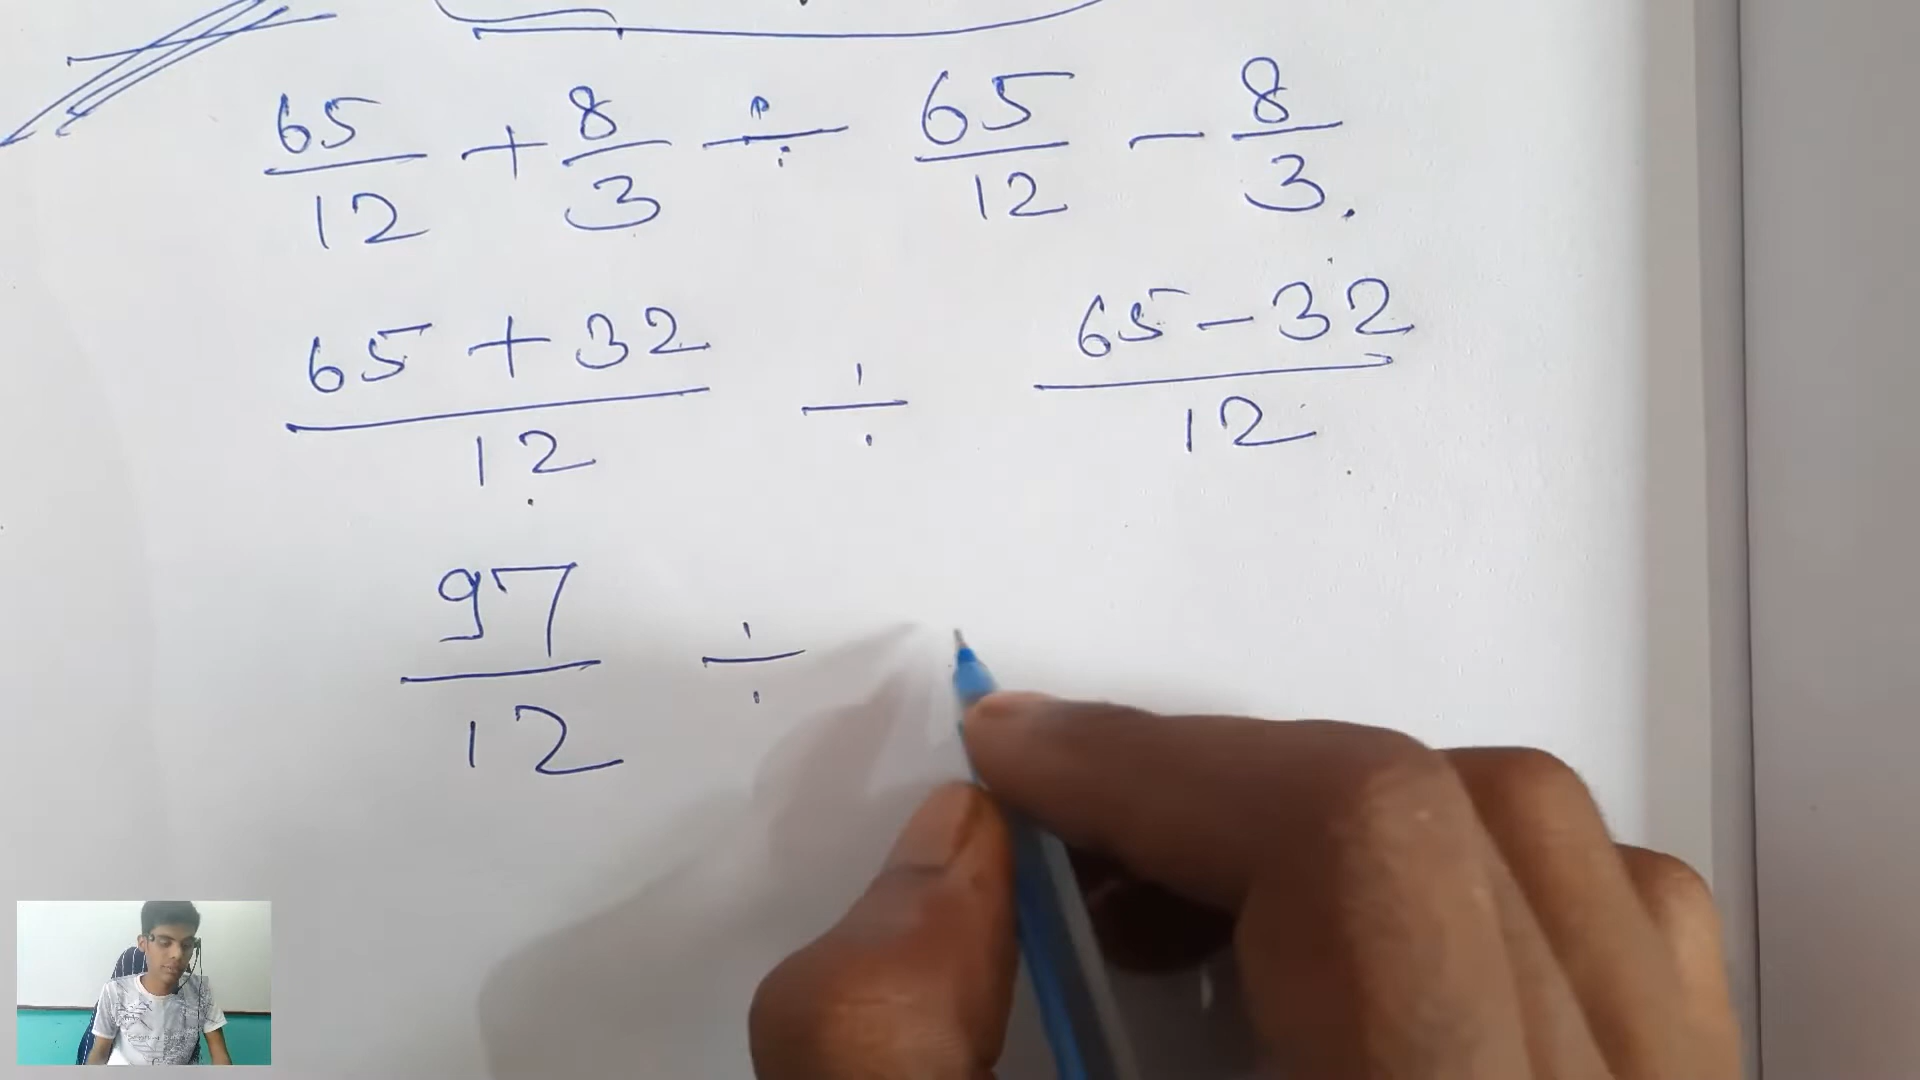 65/12 + 8/3 ÷ 65/12 - 8/3
65 + 32/12 ÷ 65 - 32/12
97/12 ÷